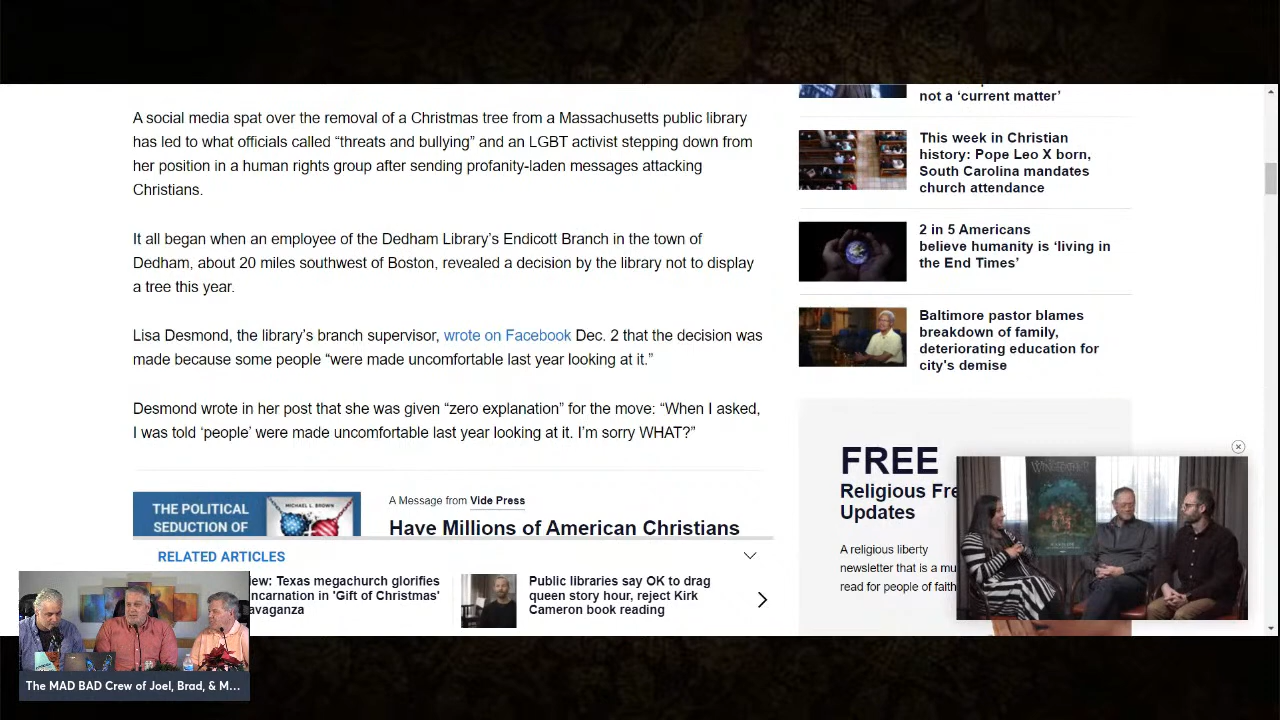 A social media spat over the removal of a Christmas tree from a Massachusetts public library
has led to what officials called “threats and bullying” and an LGBT activist stepping down from
her position in a human rights group after sending profanity-laden messages attacking
Christians.
It all began when an employee of the Dedham Library’s Endicott Branch in the town of
Dedham, about 20 miles southwest of Boston, revealed a decision by the library not to display
a tree this year.
Lisa Desmond, the library’s branch supervisor, wrote on Facebook Dec. 2 that the decision was
made because some people “were made uncomfortable last year looking at it.”
Desmond wrote in her post that she was given “zero explanation” for the move: “When I asked,
I was told ‘people’ were made uncomfortable last year looking at it. I’m sorry WHAT?”
THE POLITICAL
SEDUCTION OF
MICHAEL L. BROWN
A Message from Vide Press
Have Millions of American Christians
RELATED ARTICLES
iew: Texas megachurch glorifies
incarnation in 'Gift of Christmas'
avaganza
Public libraries say OK to drag
queen story hour, reject Kirk
Cameron book reading
not a ‘current matter’
This week in Christian
history: Pope Leo X born,
South Carolina mandates
church attendance
2 in 5 Americans
believe humanity is ‘living in
the End Times’
Baltimore pastor blames
breakdown of family,
deteriorating education for
city's demise
FREE
Religious Fre
Updates
A religious liberty
newsletter that is a mu
read for people of faith
WINGFEATHER
The MAD BAD Crew of Joel, Brad, & M...